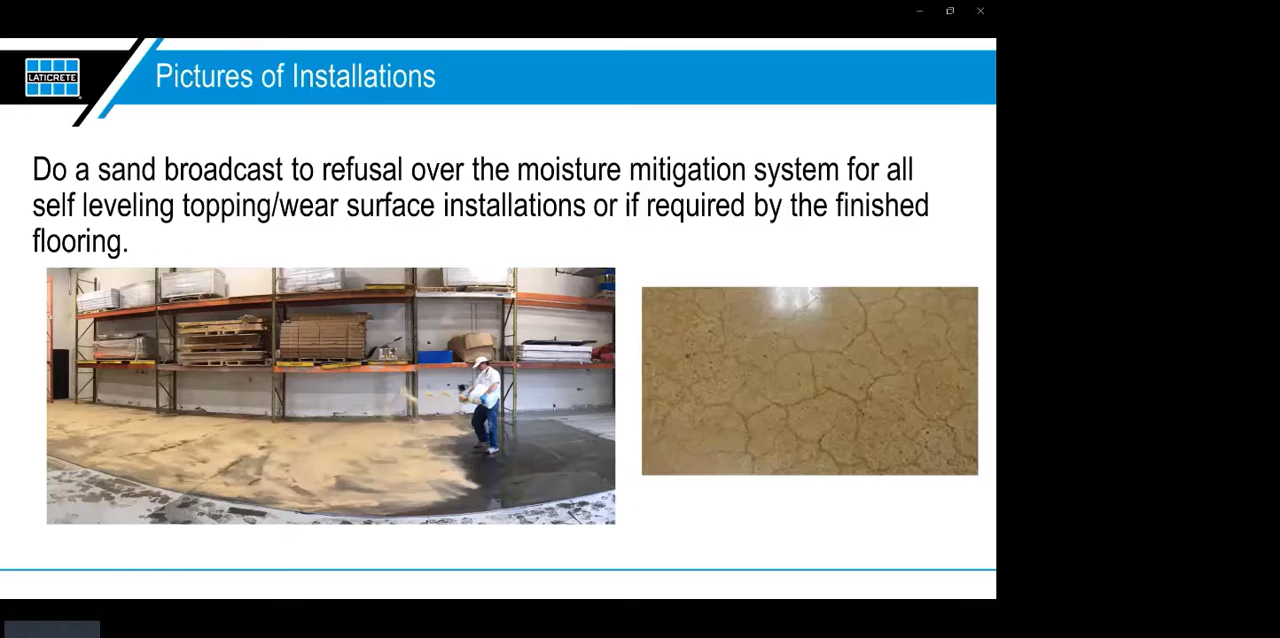 LATICRETE
Pictures of Installations
Do a sand broadcast to refusal over the moisture mitigation system for all
self leveling topping/wear surface installations or if required by the finished
flooring.